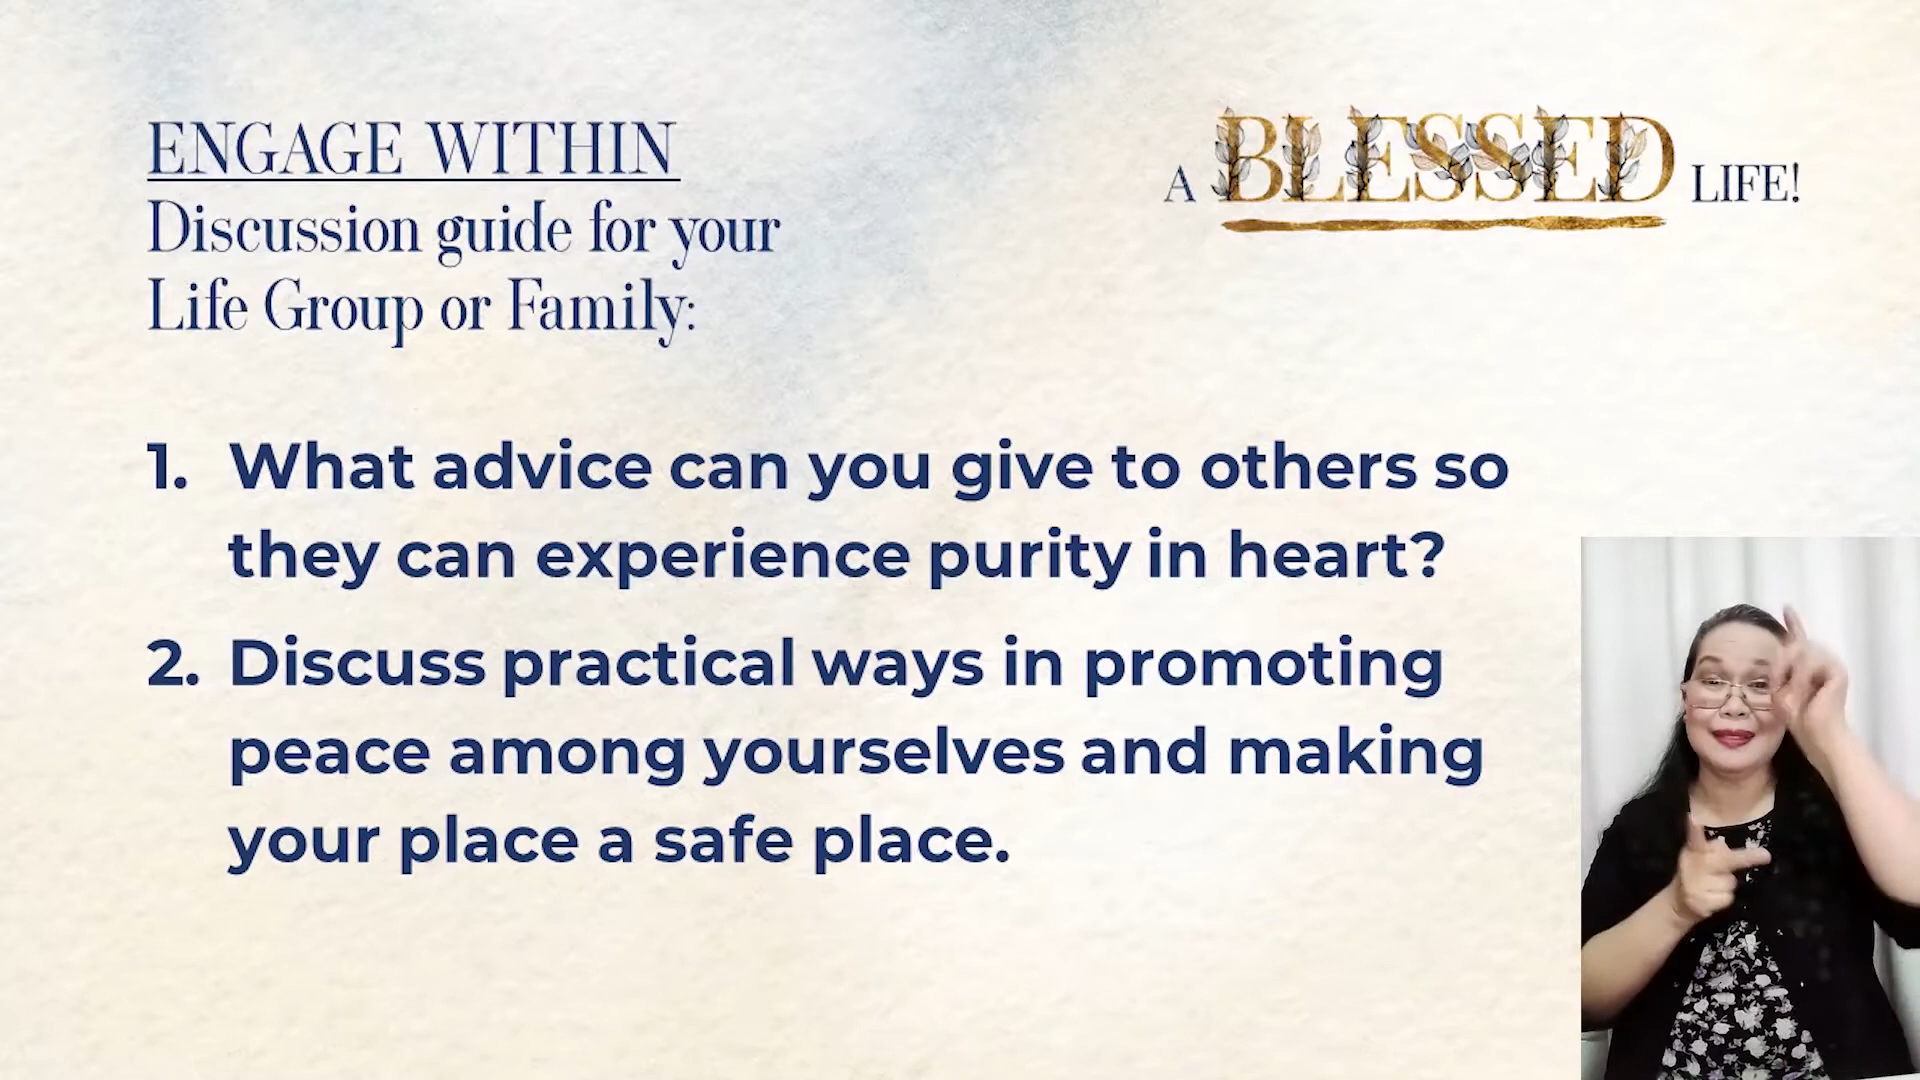 ENGAGE WITHIN
Discussion guide for your
Life Group or Family:
A BLESSED LIFE!
1. What advice can you give to others so
they can experience purity in heart?
2. Discuss practical ways in promoting
peace among yourselves and making
your place a safe place.